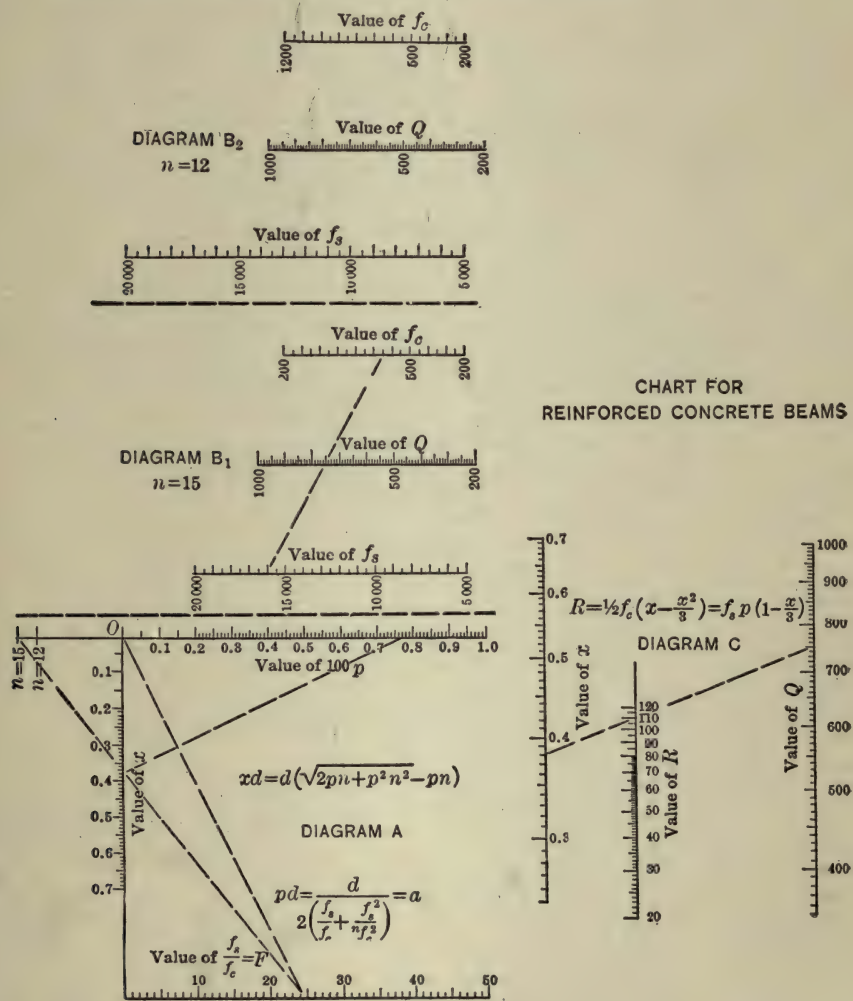 Value of f_c
1200 500 200
Value of Q
DIAGRAM B₂
n=12
1000 500 200
Value of f_s
20 000 15 000 10 000 5 000
Value of f_c
200 500 200
Value of Q
DIAGRAM B₁
n=15
1000 500 200
Value of f_s
20 000 15 000 10 000 5 000
O
n=15 n=12
0.1 0.2 0.2 0.3 0.4 0.5 0.6 0.7 0.8 0.9 1.0
Value of 100 p
0.1
0.2
0.3
0.4
0.5
0.6
0.7
Value of x
xd=d(√2pn+p²n²-pn)
DIAGRAM A
pd=d/2(f_s/f_c+f_s²/nf_c²)=a
Value of f_s/f_c=F
10 20 30 40 50
CHART FOR
REINFORCED CONCRETE BEAMS
R=½f_c(x-x²/3)=f_s p(1-x/3)
DIAGRAM C
0.7
0.6
0.5
0.4
0.3
Value of x
120
110
100
90
80
70
60
50
40
30
20
Value of R
1000
900
800
700
600
500
400
Value of Q